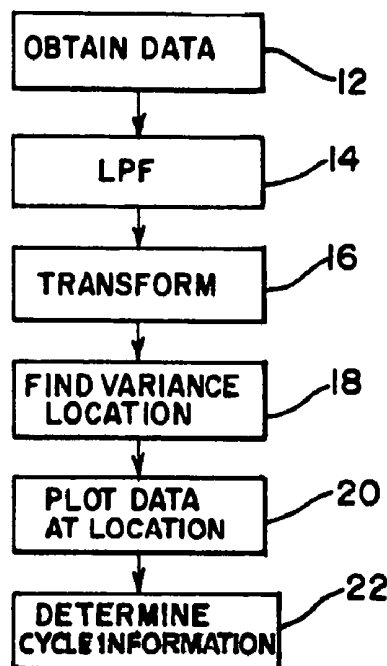 OBTAIN DATA
12
LPF
14
TRANSFORM
16
FIND VARIANCE
LOCATION
18
PLOT DATA
AT LOCATION
20
DETERMINE
CYCLE INFORMATION
22